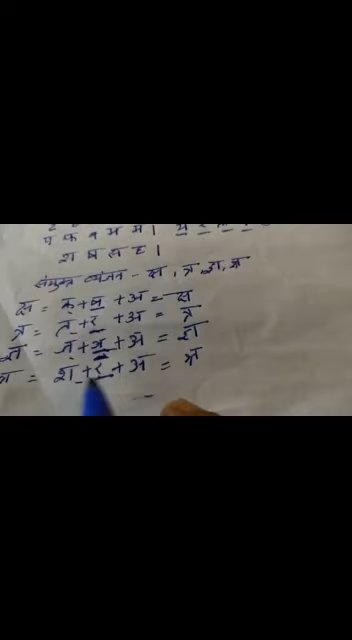 प फ ब भ म । य र ल व
श ष स ह ।
संयुक्त व्यंजन - क्ष, त्र, ज्ञ, श्र
क्ष = क् + ष् + अ = क्ष
त्र = त् + र् + अ = त्र
ज्ञ = ज् + ञ् + अ = ज्ञ
श्र = श् + र् + अ = श्र